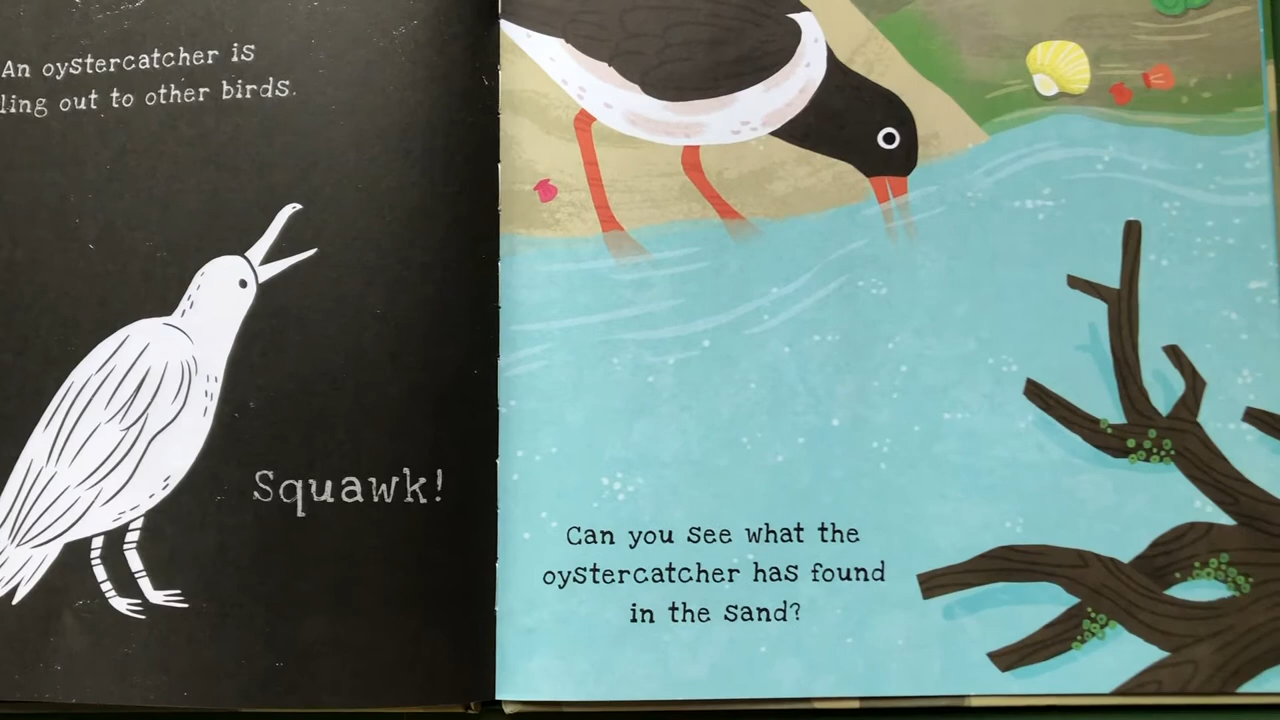 An oystercatcher is
ling out to other birds.
Squawk!
Can you see what the
oystercatcher has found
in the sand?